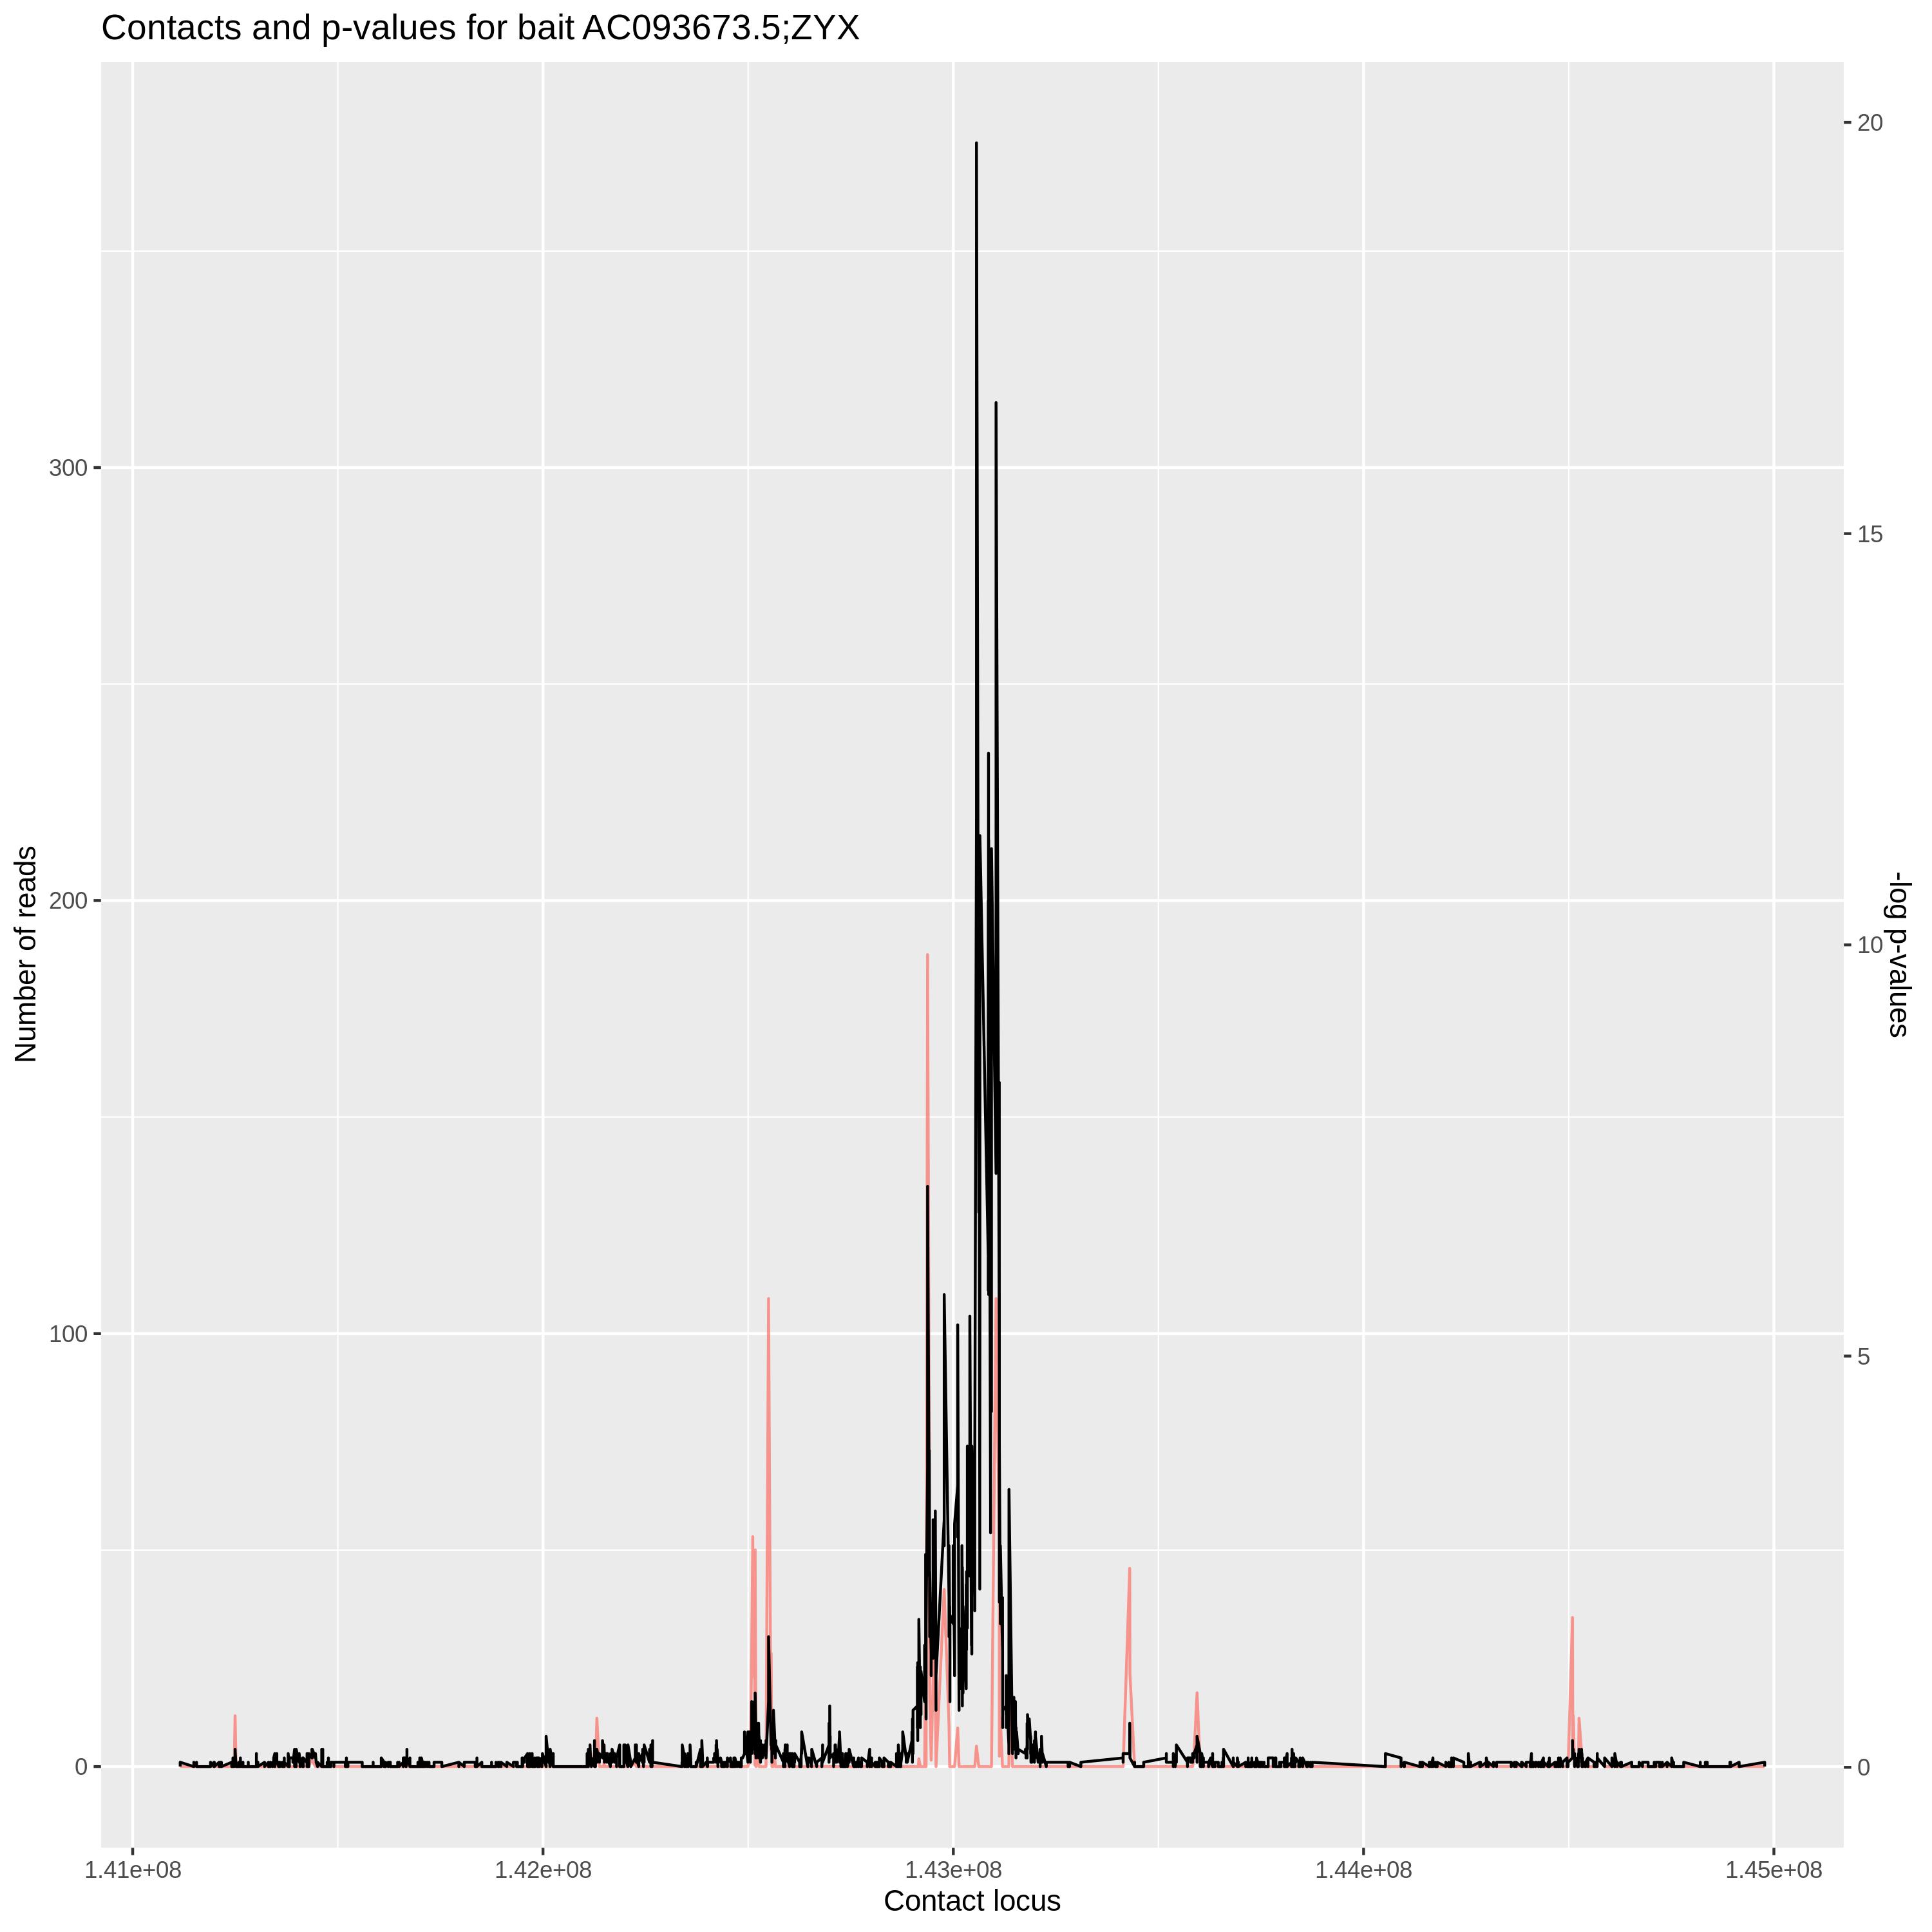 Contacts and p-values for bait AC093673.5;ZYX
Number of reads
300
200
100
0
20
15
10
5
0
-log p-values
1.41e+08
1.42e+08
1.43e+08
1.44e+08
1.45e+08
Contact locus